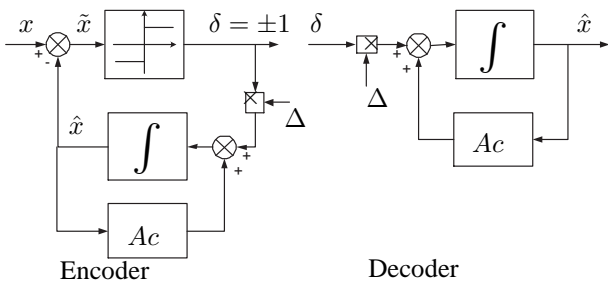 x
+
-
x̃
δ = ±1
×
Δ
x̂
∫
+
+
Ac
Encoder
δ
×
Δ
+
+
∫
x̂
Ac
Decoder